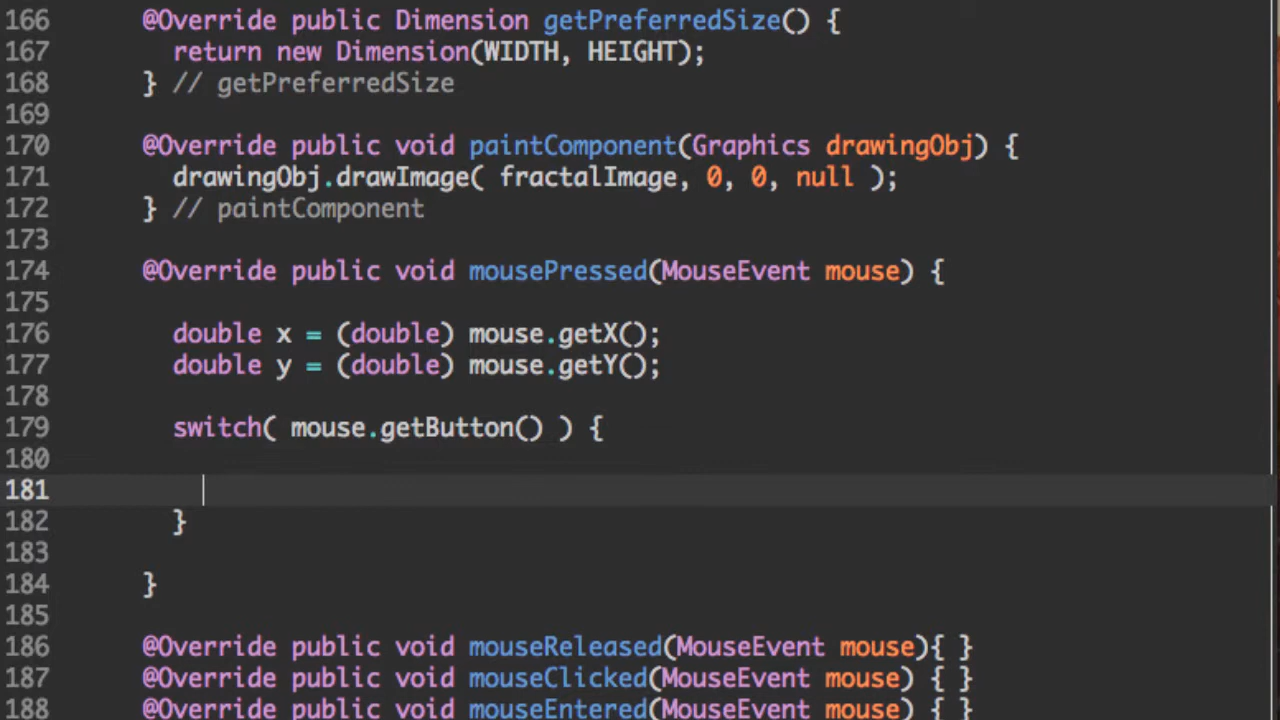 166 @Override public Dimension getPreferredSize() {
167 return new Dimension(WIDTH, HEIGHT);
168 } // getPreferredSize
169
170 @Override public void paintComponent(Graphics drawingObj) {
171 drawingObj.drawImage( fractalImage, 0, 0, null );
172 } // paintComponent
173
174 @Override public void mousePressed(MouseEvent mouse) {
175
176 double x = (double) mouse.getX();
177 double y = (double) mouse.getY();
178
179 switch( mouse.getButton() ) {
180
181
182 }
183
184 }
185
186 @Override public void mouseReleased(MouseEvent mouse){ }
187 @Override public void mouseClicked(MouseEvent mouse) { }
188 @Override public void mouseEntered(MouseEvent mouse) { }